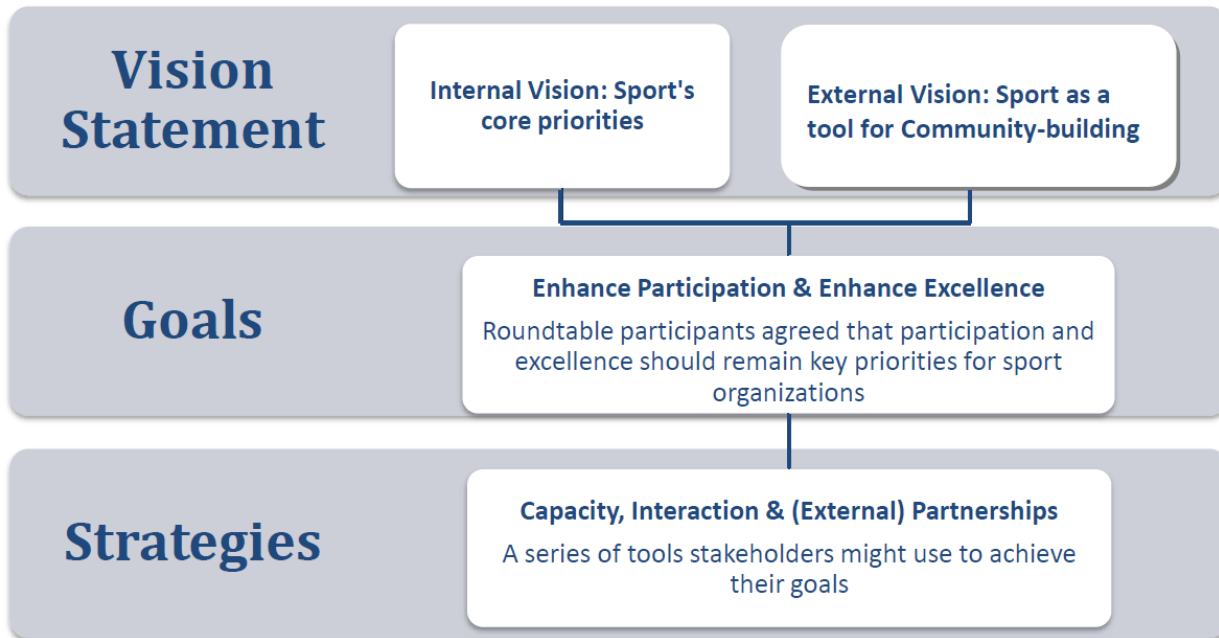 Vision
Statement
Internal Vision: Sport's
core priorities
External Vision: Sport as a
tool for Community-building
Goals
Enhance Participation & Enhance Excellence
Roundtable participants agreed that participation and
excellence should remain key priorities for sport
organizations
Strategies
Capacity, Interaction & (External) Partnerships
A series of tools stakeholders might use to achieve
their goals